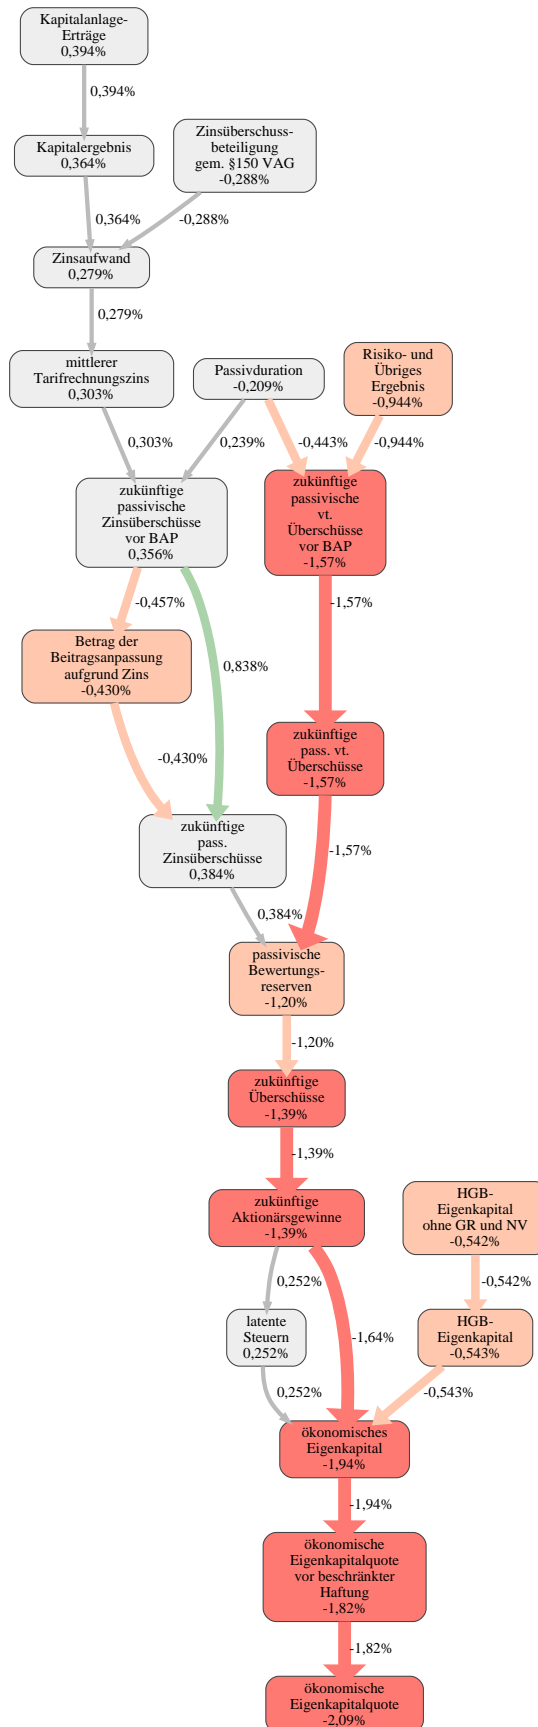 Kapitalanlage-
Erträge
0,394%
0,394%
Kapitalergebnis
0,364%
Zinsüberschuss-
beteiligung
gem. §150 VAG
-0,288%
0,364%
-0,288%
Zinsaufwand
0,279%
0,279%
mittlerer
Tarifrechnungszins
0,303%
Passivduration
-0,209%
Risiko- und
Übriges
Ergebnis
-0,944%
0,303%
0,239%
-0,443%
-0,944%
zukünftige
passivische
Zinsüberschüsse
vor BAP
0,356%
zukünftige
passivische
vt.
Überschüsse
vor BAP
-1,57%
-0,457%
-1,57%
Betrag der
Beitragsanpassung
aufgrund Zins
-0,430%
0,838%
zukünftige
pass. vt.
Überschüsse
-1,57%
-0,430%
zukünftige
pass.
Zinsüberschüsse
0,384%
-1,57%
0,384%
passivische
Bewertungs-
reserven
-1,20%
-1,20%
zukünftige
Überschüsse
-1,39%
-1,39%
zukünftige
Aktionärsgewinne
-1,39%
HGB-
Eigenkapital
ohne GR und NV
-0,542%
0,252%
-0,542%
latente
Steuern
0,252%
-1,64%
HGB-
Eigenkapital
-0,543%
0,252%
-0,543%
ökonomisches
Eigenkapital
-1,94%
-1,94%
ökonomische
Eigenkapitalquote
vor beschränkter
Haftung
-1,82%
-1,82%
ökonomische
Eigenkapitalquote
-2,09%